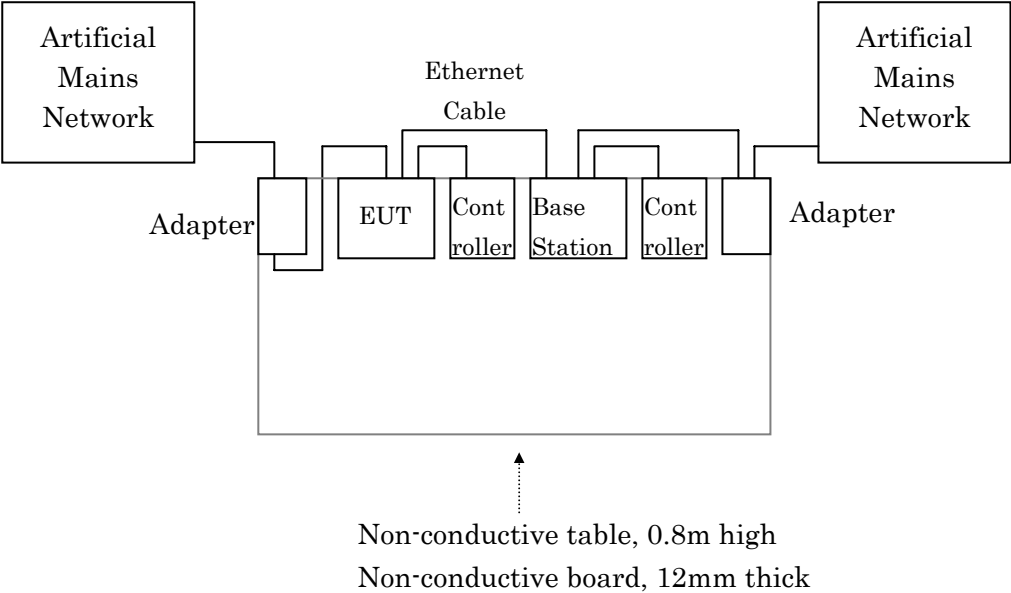 Artificial
Mains
Network
Artificial
Mains
Network
Ethernet
Cable
Adapter
EUT
Cont
roller
Base
Station
Cont
roller
Adapter
Non-conductive table, 0.8m high
Non-conductive board, 12mm thick